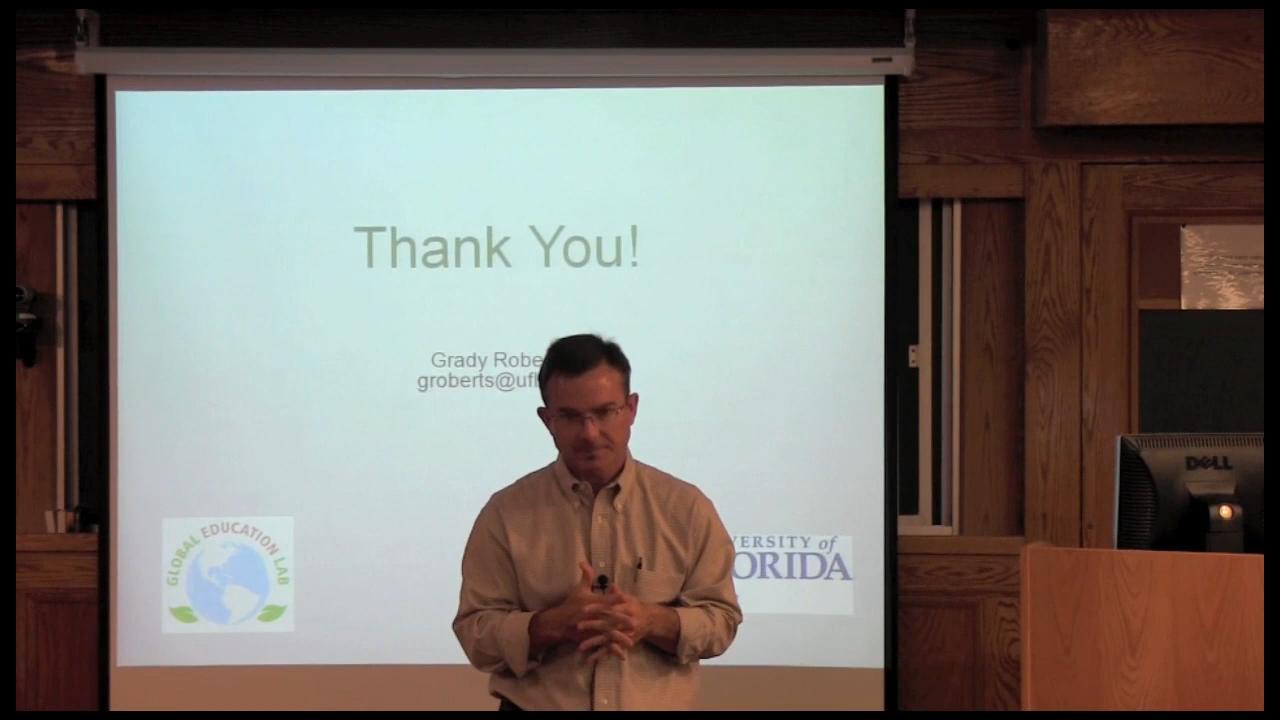 Thank You!
Grady Robe
groberts@ufl
GLOBAL EDUCATION LAB
VERSITY of
ORIDA
DELL